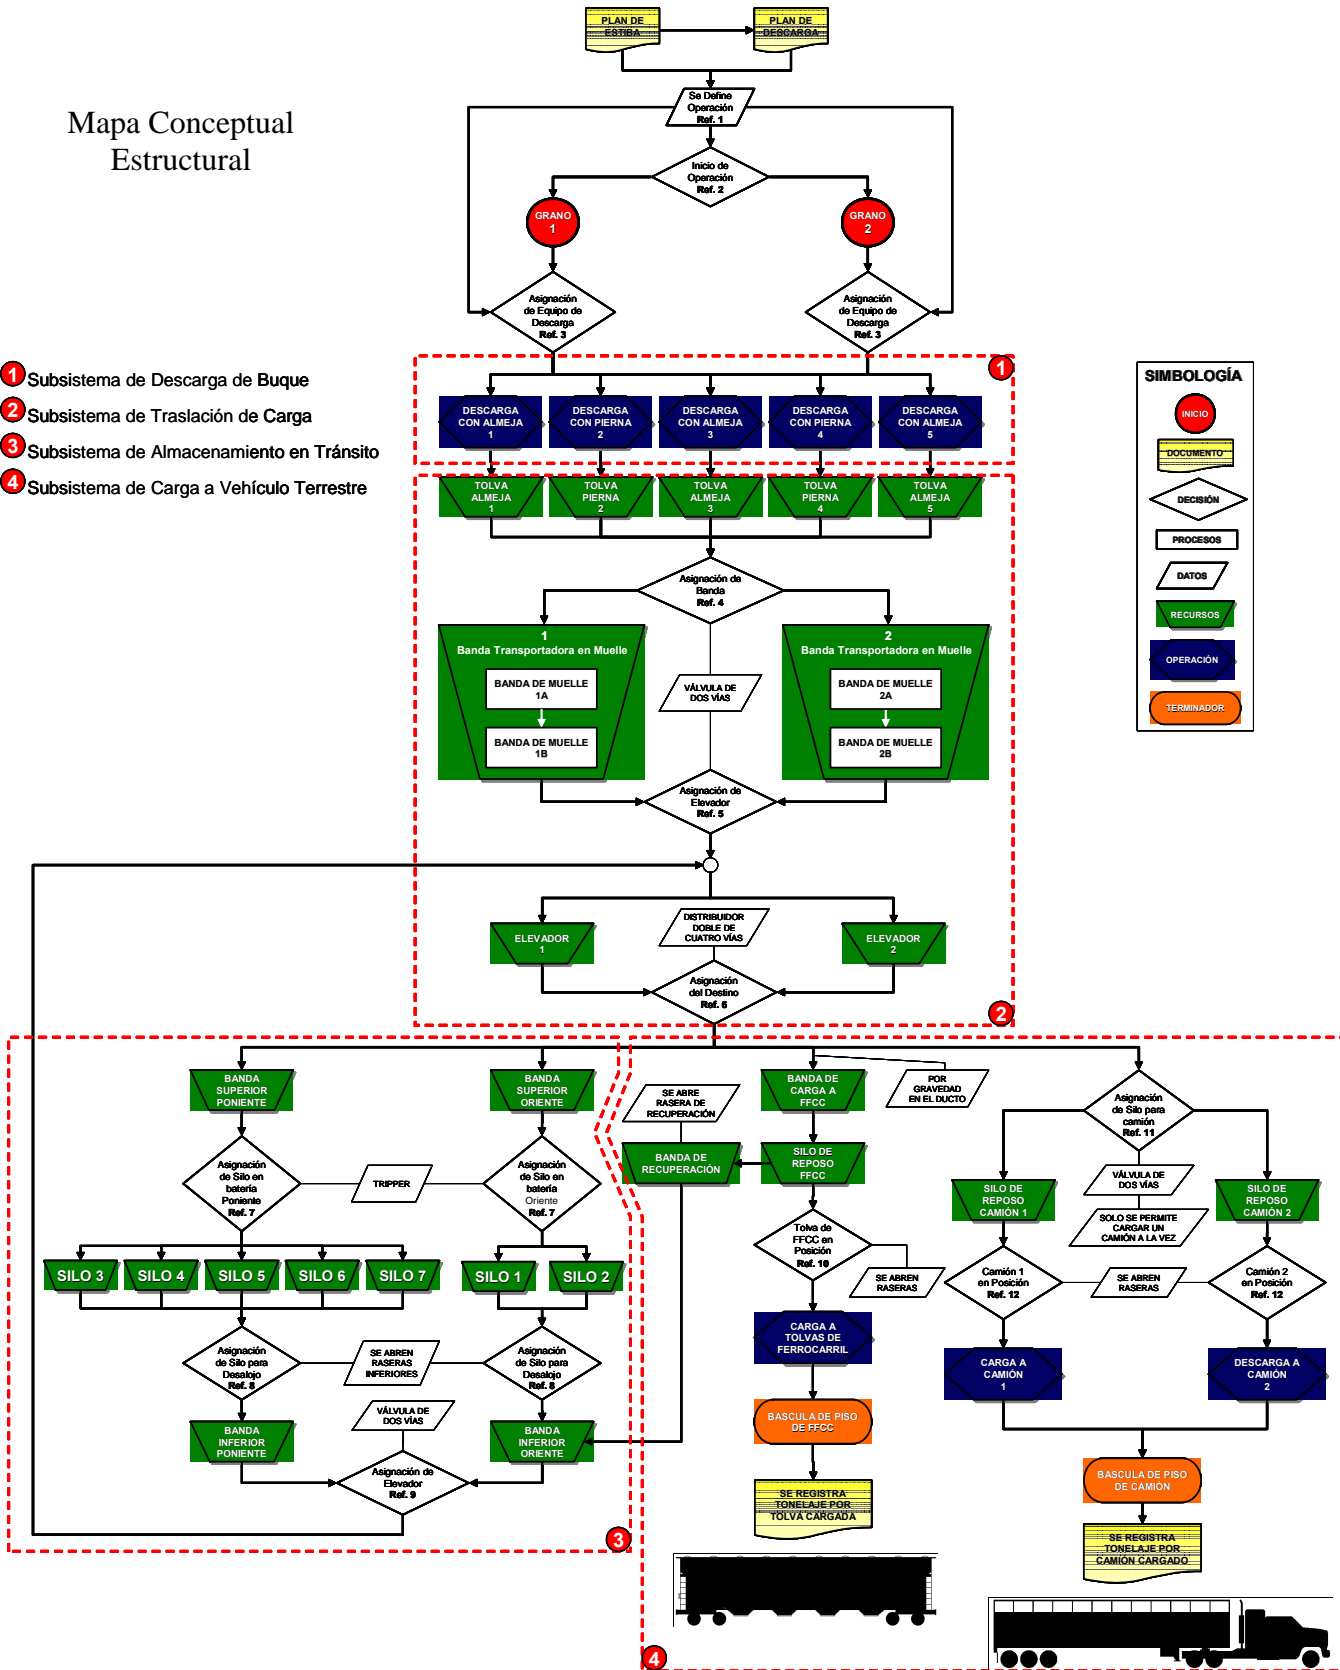 PLAN DE
ESTIBA
PLAN DE
DESCARGA
Mapa Conceptual
Estructural
Se Define
Operación
Ref. 1
Inicio de
Operación
Ref. 2
GRANO
1
GRANO
2
Asignación
de Equipo de
Descarga
Ref. 3
Asignación
de Equipo de
Descarga
Ref. 3
1 Subsistema de Descarga de Buque
2 Subsistema de Traslación de Carga
3 Subsistema de Almacenamiento en Tránsito
4 Subsistema de Carga a Vehículo Terrestre
1
SIMBOLOGÍA
INICIO
DOCUMENTO
DECISIÓN
PROCESOS
DATOS
RECURSOS
OPERACIÓN
TERMINADOR
DESCARGA
CON ALMEJA
1
DESCARGA
CON PIERNA
2
DESCARGA
CON ALMEJA
3
DESCARGA
CON PIERNA
4
DESCARGA
CON ALMEJA
5
TOLVA
ALMEJA
1
TOLVA
PIERNA
2
TOLVA
ALMEJA
3
TOLVA
PIERNA
4
TOLVA
ALMEJA
5
Asignación de
Banda
Ref. 4
1
Banda Transportadora en Muelle
BANDA DE MUELLE
1A
BANDA DE MUELLE
1B
VÁLVULA DE
DOS VÍAS
2
Banda Transportadora en Muelle
BANDA DE MUELLE
2A
BANDA DE MUELLE
2B
Asignación de
Elevador
Ref. 5
DISTRIBUIDOR
DOBLE DE
CUATRO VÍAS
ELEVADOR
1
ELEVADOR
2
Asignación
del Destino
Ref. 6
2
BANDA
SUPERIOR
PONIENTE
BANDA
SUPERIOR
ORIENTE
SE ABRE
RASERA DE
RECUPERACIÓN
BANDA DE
CARGA A
FFCC
POR
GRAVEDAD
EN EL DUCTO
Asignación
de Silo para
camión
Ref. 11
Asignación
de Silo en
batería
Poniente
Ref. 7
TRIPPER
Asignación
de Silo en
batería
Oriente
Ref. 7
BANDA DE
RECUPERACIÓN
SILO DE
REPOSO
FFCC
VÁLVULA DE
DOS VÍAS
SILO DE
REPOSO
CAMIÓN 1
SOLO SE PERMITE
CARGAR UN
CAMIÓN A LA VEZ
SILO DE
REPOSO
CAMIÓN 2
Tolva de
FFCC en
Posición
Ref. 10
SILO 3
SILO 4
SILO 5
SILO 6
SILO 7
SILO 1
SILO 2
SE ABREN
RASERAS
Camión 1
en Posición
Ref. 12
SE ABREN
RASERAS
Camión 2
en Posición
Ref. 12
Asignación
de Silo para
Desalojo
Ref. 8
SE ABREN
RASERAS
INFERIORES
Asignación
de Silo para
Desalojo
Ref. 8
CARGA A
TOLVAS DE
FERROCARRIL
CARGA A
CAMIÓN
1
DESCARGA A
CAMIÓN
2
VÁLVULA DE
DOS VÍAS
BANDA
INFERIOR
PONIENTE
BANDA
INFERIOR
ORIENTE
BASCULA DE PISO
DE FFCC
Asignación de
Elevador
Ref. 9
BASCULA DE PISO
DE CAMIÓN
SE REGISTRA
TONELAJE POR
TOLVA CARGADA
3
SE REGISTRA
TONELAJE POR
CAMIÓN CARGADO
4